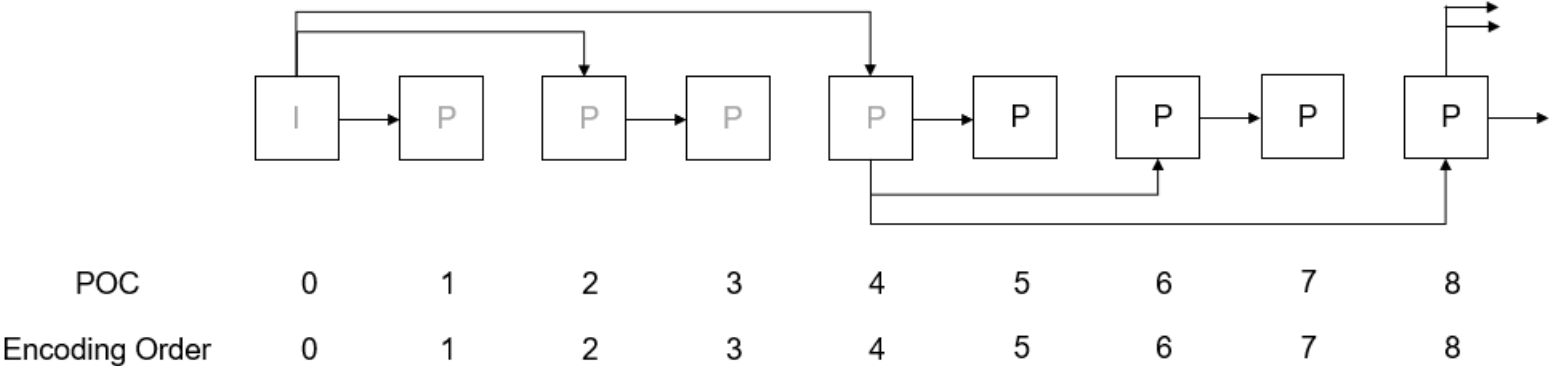 I P P P P P P P P
POC 0 1 2 3 4 5 6 7 8
Encoding Order 0 1 2 3 4 5 6 7 8